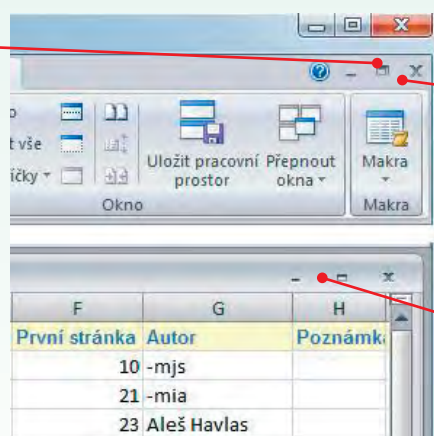 t vše
íčky
Uložit pracovní prostor
Přepnout okna
Makra
Okno
Makra
F G H
První stránka Autor Poznámk
10 -mjs
21 -mia
23 Aleš Havlas